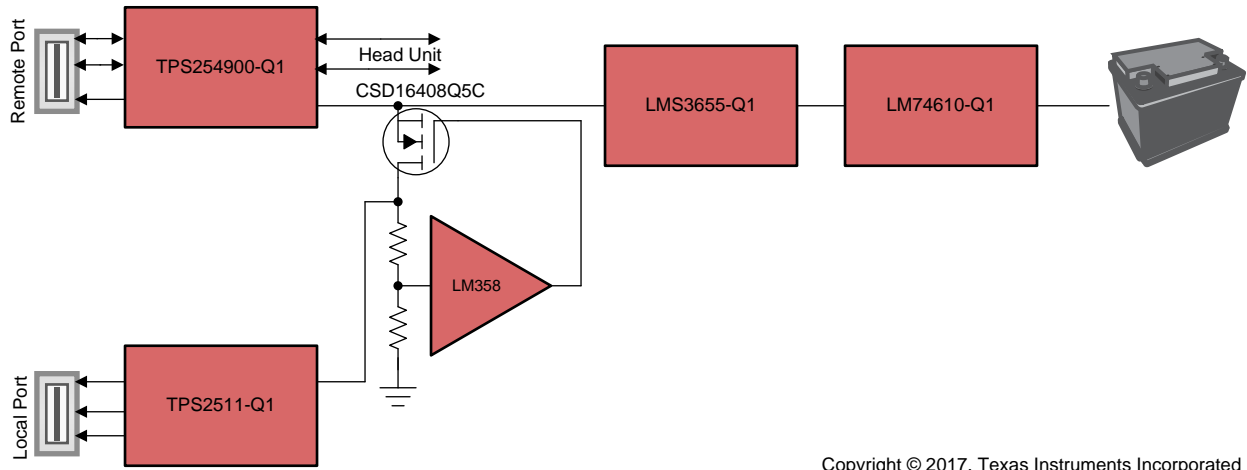 Remote Port
TPS254900-Q1
Head Unit
CSD16408Q5C
LMS3655-Q1
LM74610-Q1
LM358
Local Port
TPS2511-Q1
Copyright © 2017, Texas Instruments Incorporated